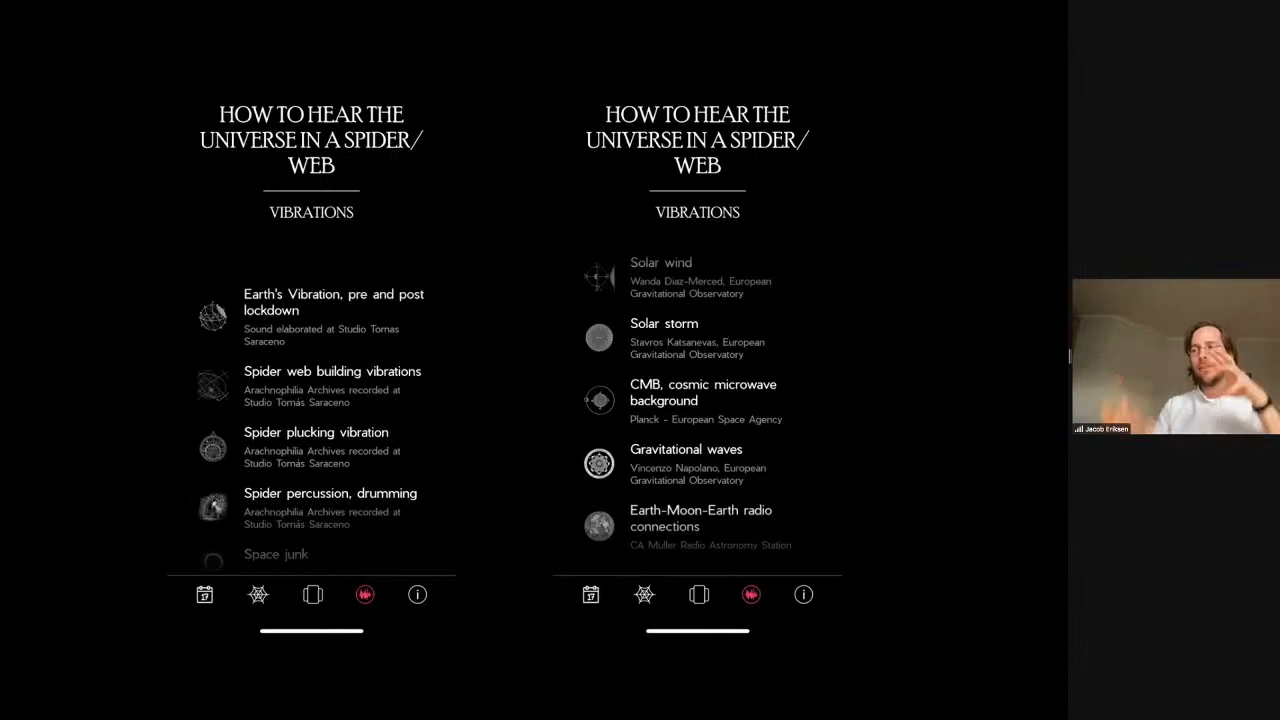 HOW TO HEAR THE
UNIVERSE IN A SPIDER/
WEB
VIBRATIONS
Earth's Vibration, pre and post
lockdown
Sound elaborated at Studio Tomas
Saraceno
Spider web building vibrations
Arachnophilia Archives recorded at
Studio Tomás Saraceno
Spider plucking vibration
Arachnophilia Archives recorded at
Studio Tomás Saraceno
Spider percussion, drumming
Arachnophilia Archives recorded at
Studio Tomás Saraceno
Space junk
17
HOW TO HEAR THE
UNIVERSE IN A SPIDER/
WEB
VIBRATIONS
Solar wind
Wanda Diaz-Merced, European
Gravitational Observatory
Solar storm
Stavros Katsanevas, European
Gravitational Observatory
CMB, cosmic microwave
background
Planck - European Space Agency
Gravitational waves
Vincenzo Napolano, European
Gravitational Observatory
Earth-Moon-Earth radio
connections
CA Muller Radio Astronomy Station
17
Jacob Eriksen